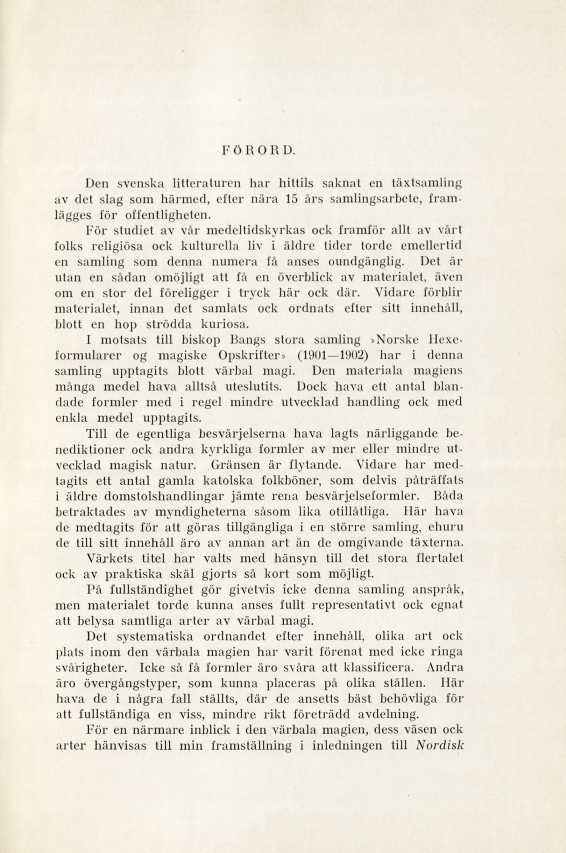 FÖRORD.
Den svenska litteraturen har hittils saknat en täxtsamling
av det slag som härmed, efter nära 15 års samlingsarbete, fram-
lägges för offentligheten.
För studiet av vår medeltidskyrkas ock framför allt av vårt
folks religiösa ock kulturella liv i äldre tider torde emellertid
en samling som denna numera få anses oundgänglig. Det är
utan en sådan omöjligt att få en överblick av materialet, även
om en stor del föreligger i tryck här ock där. Vidare förblir
materialet, innan det samlats ock ordnats efter sitt innehåll,
blott en hop strödda kuriosa.
I motsats till biskop Bangs stora samling »Norske Hexe-
formularer og magiske Opskrifter» (1901—1902) har i denna
samling upptagits blott värbal magi. Den materiala magiens
många medel hava alltså uteslutits. Dock hava ett antal blan-
dade formler med i regel mindre utvecklad handling ock med
enkla medel upptagits.
Till de egentliga besvärjelserna hava lagts närliggande be-
nediktioner ock andra kyrkliga formler av mer eller mindre ut-
vecklad magisk natur. Gränsen är flytande. Vidare har med-
tagits ett antal gamla katolska folkböner, som delvis påträffats
i äldre domstolshandlingar jämte rena besvärjelseformler. Båda
betraktades av myndigheterna såsom lika otillåtliga. Här hava
de medtagits för att göras tillgängliga i en större samling, ehuru
de till sitt innehåll äro av annan art än de omgivande täxterna.
Värkets titel har valts med hänsyn till det stora flertalet
ock av praktiska skäl gjorts så kort som möjligt.
På fullständighet gör givetvis icke denna samling anspråk,
men materialet torde kunna anses fullt representativt ock egnat
att belysa samtliga arter av värbal magi.
Det systematiska ordnandet efter innehåll, olika art ock
plats inom den värbala magien har varit förenat med icke ringa
svårigheter. Icke så få formler äro svåra att klassificera. Andra
äro övergångstyper, som kunna placeras på olika ställen. Här
hava de i några fall ställts, där de ansetts bäst behövliga för
att fullständiga en viss, mindre rikt företrädd avdelning.
För en närmare inblick i den värbala magien, dess väsen ock
arter hänvisas till min framställning i inledningen till Nordisk